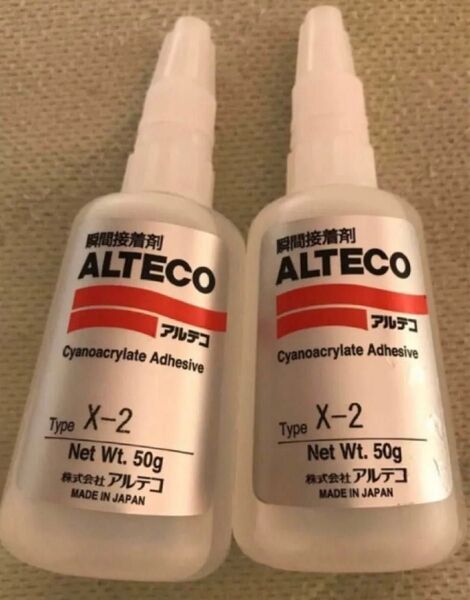 瞬間接着剤
ALTECO
アルテコ
Cyanoacrylate Adhesive
Type X-2
Net Wt. 50g
株式会社 アルテコ
MADE IN JAPAN
瞬間接着剤
ALTECO
アルテコ
Cyanoacrylate Adhesive
Type X-2
Net Wt. 50g
株式会社 アルテコ
MADE IN JAPAN